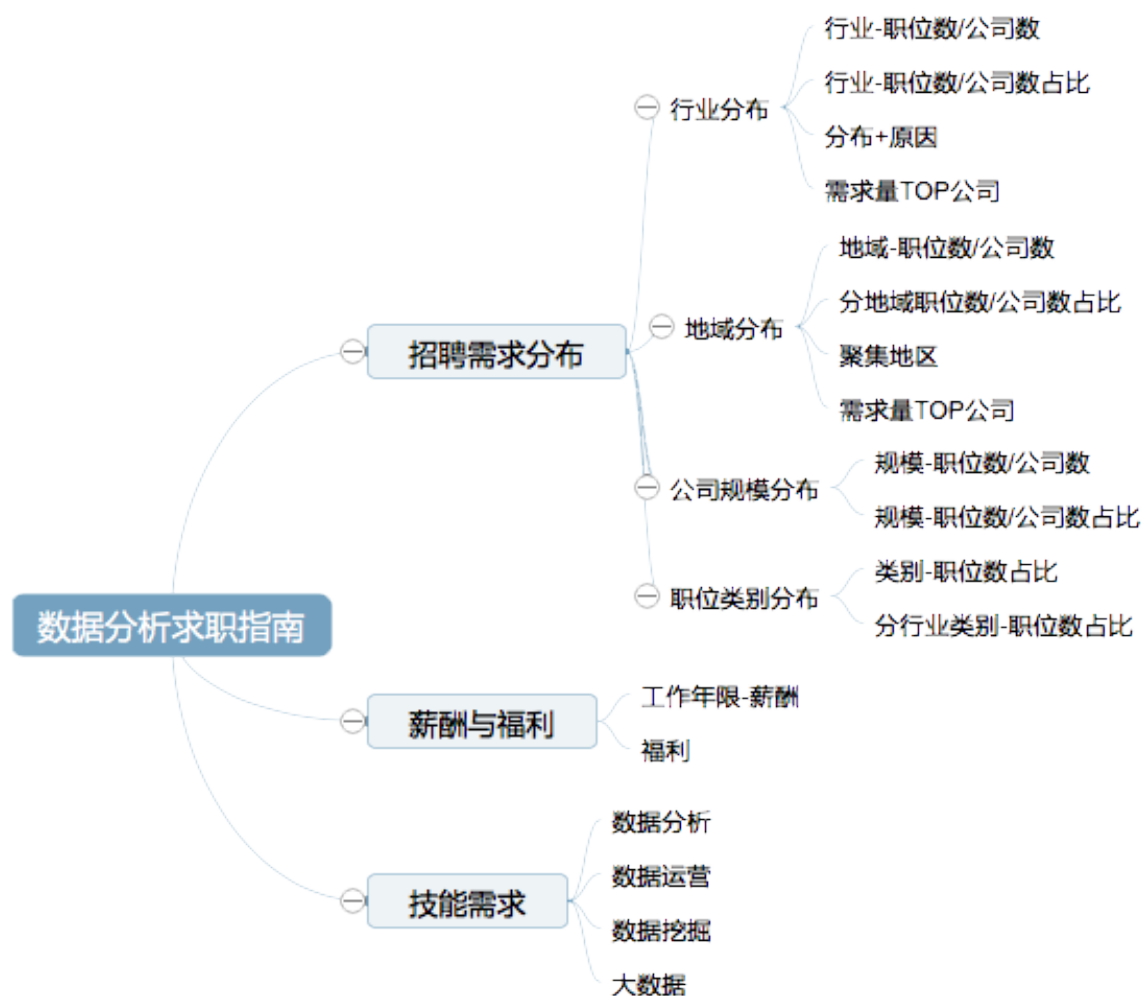 数据分析求职指南
招聘需求分布
行业分布
行业-职位数/公司数
行业-职位数/公司数占比
分布+原因
需求量TOP公司
地域分布
地域-职位数/公司数
分地域职位数/公司数占比
聚集地区
需求量TOP公司
公司规模分布
规模-职位数/公司数
规模-职位数/公司数占比
职位类别分布
类别-职位数占比
分行业类别-职位数占比
薪酬与福利
工作年限-薪酬
福利
技能需求
数据分析
数据运营
数据挖掘
大数据